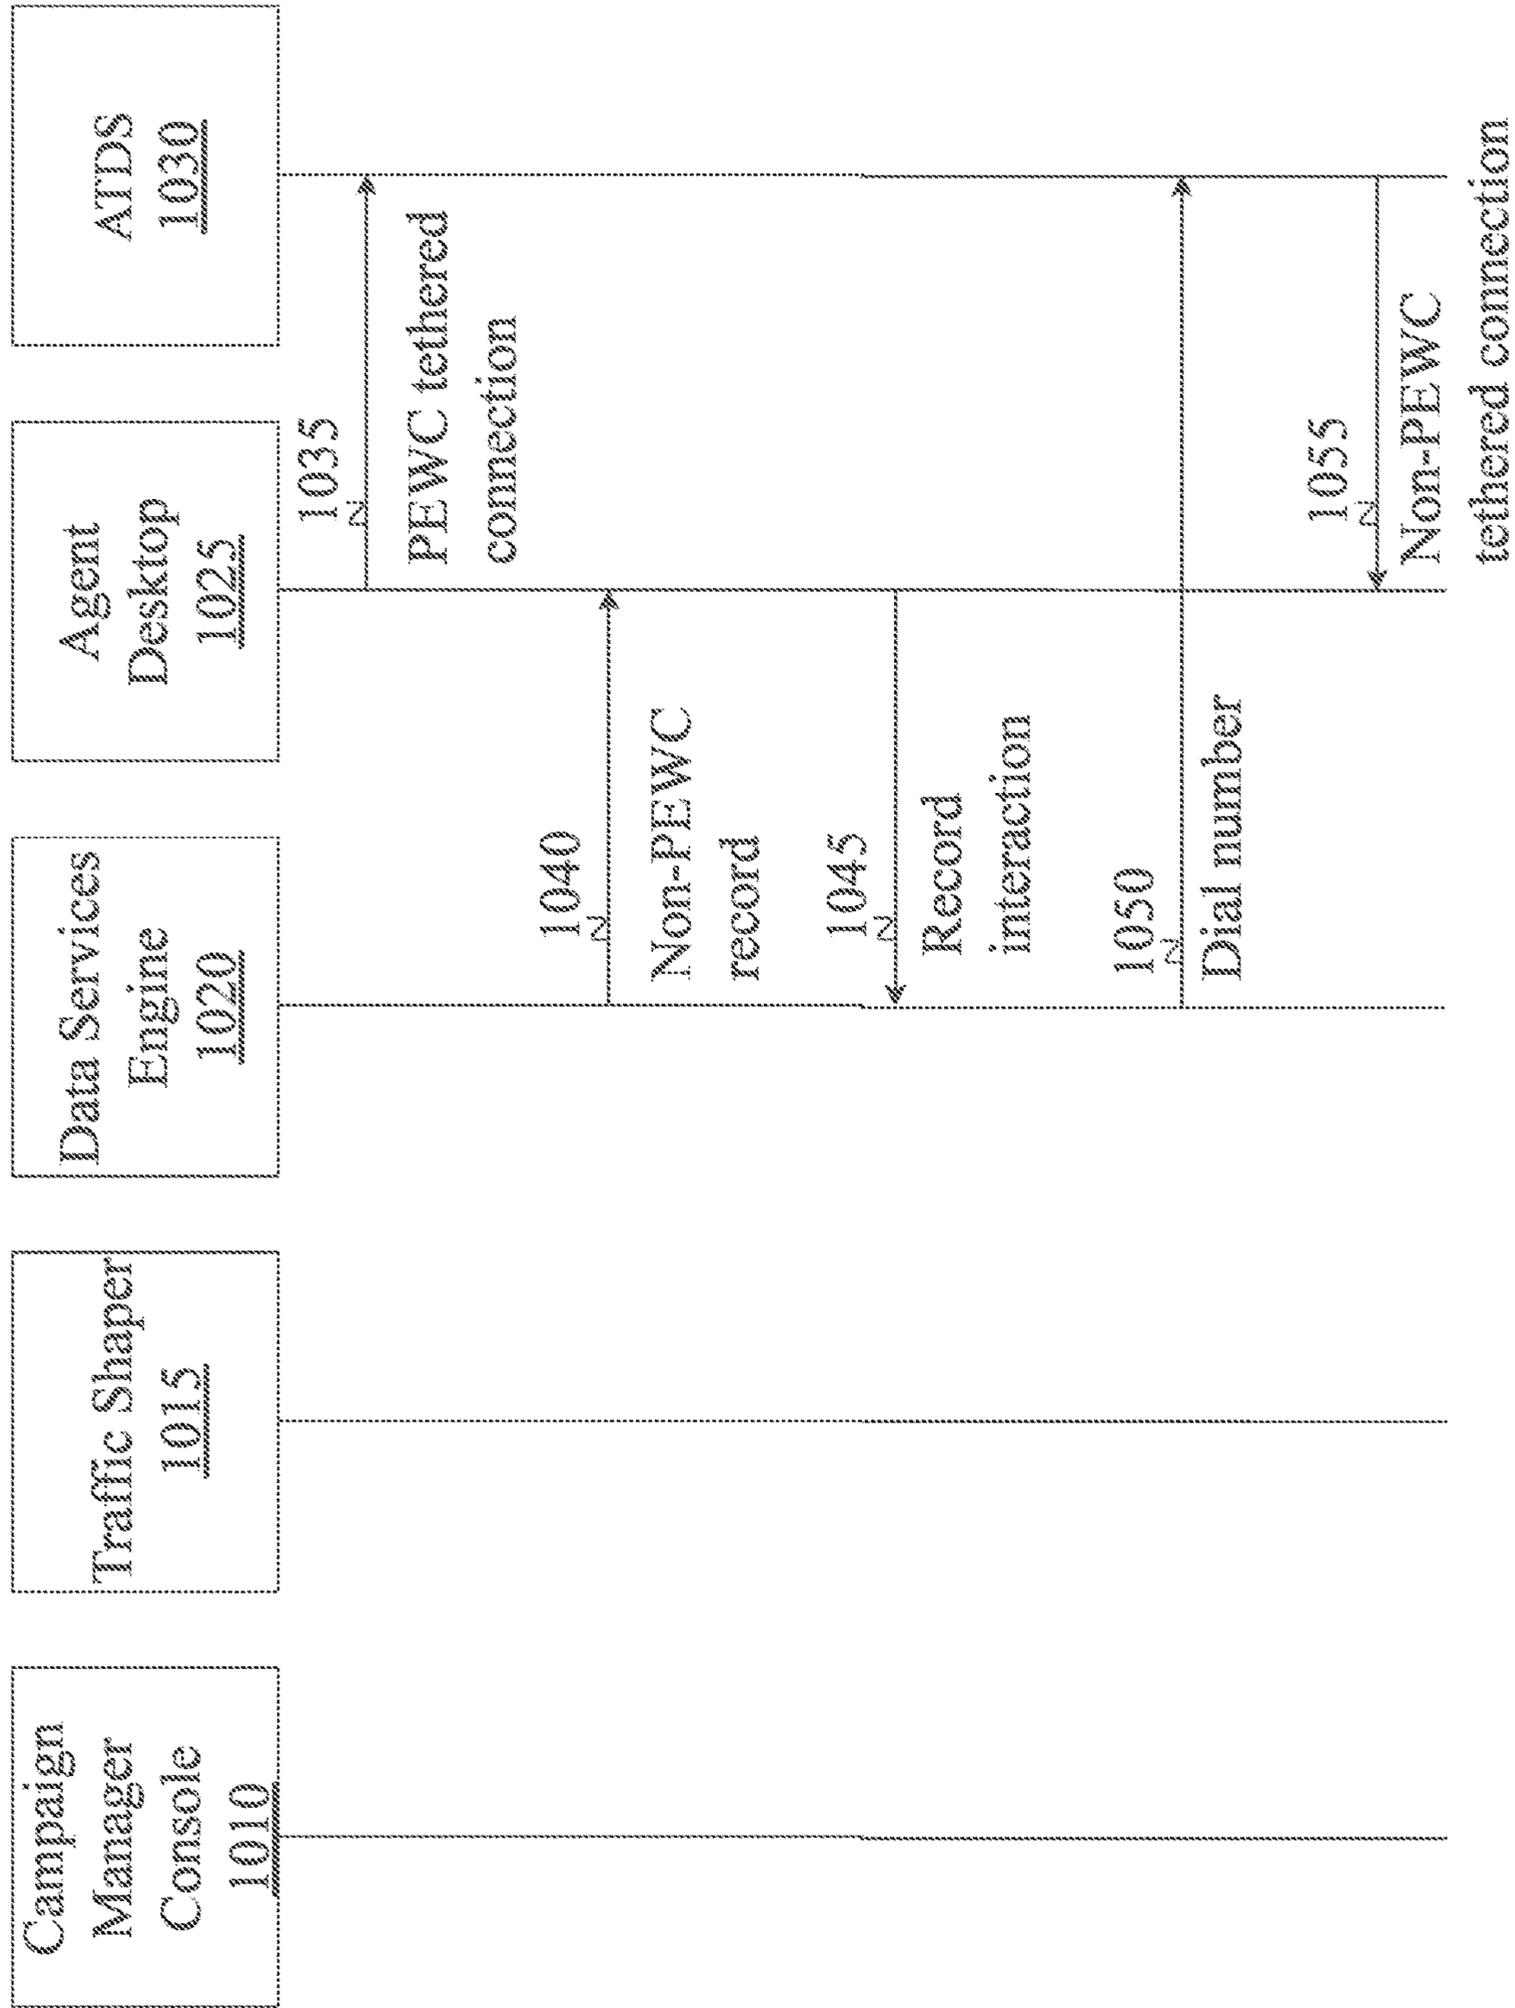 Campaign
Manager
Console
1010
Traffic Shaper
1015
Data Services
Engine
1020
Agent
Desktop
1025
ATDS
1030
1035
PEWC tethered
connection
1040
Non-PEWC
record
1045
Record
interaction
1050
Dial number
1055
Non-PEWC
tethered connection